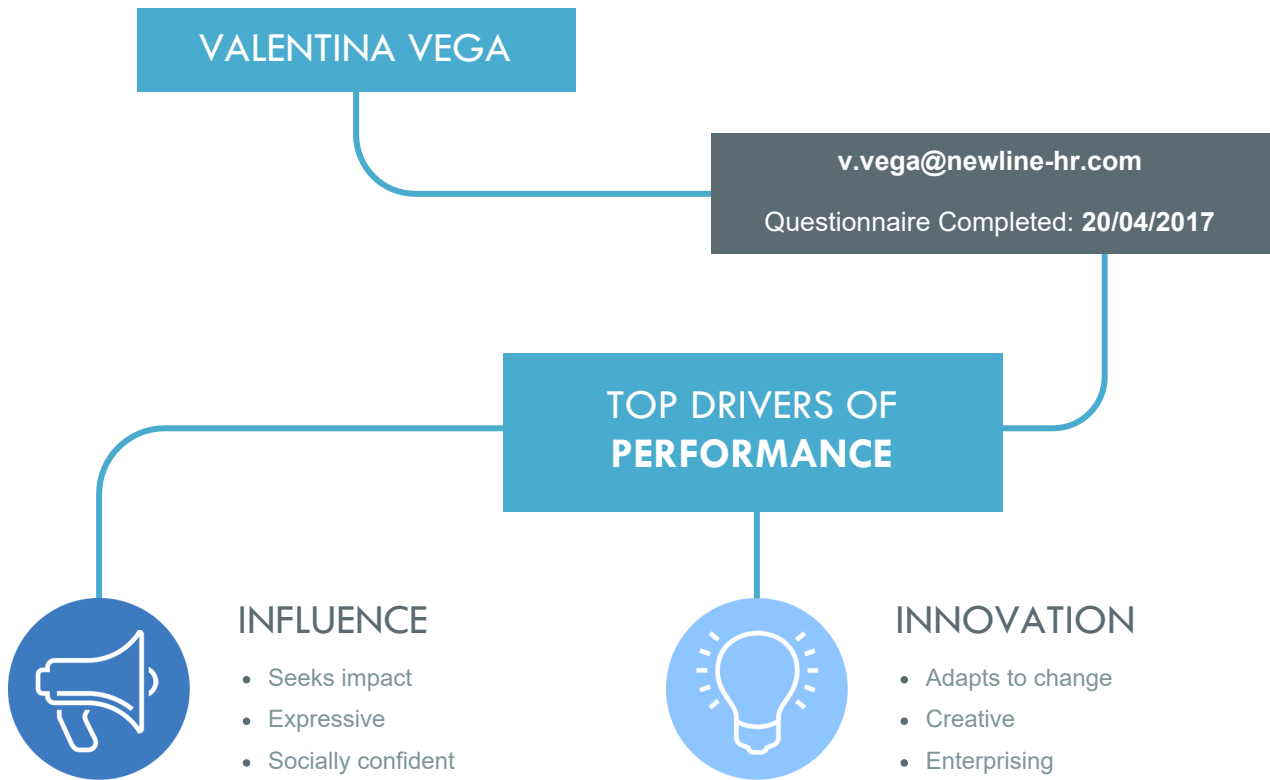 VALENTINA VEGA
v.vega@newline-hr.com
Questionnaire Completed: 20/04/2017
TOP DRIVERS OF
PERFORMANCE
INFLUENCE
• Seeks impact
• Expressive
• Socially confident
INNOVATION
• Adapts to change
• Creative
• Enterprising